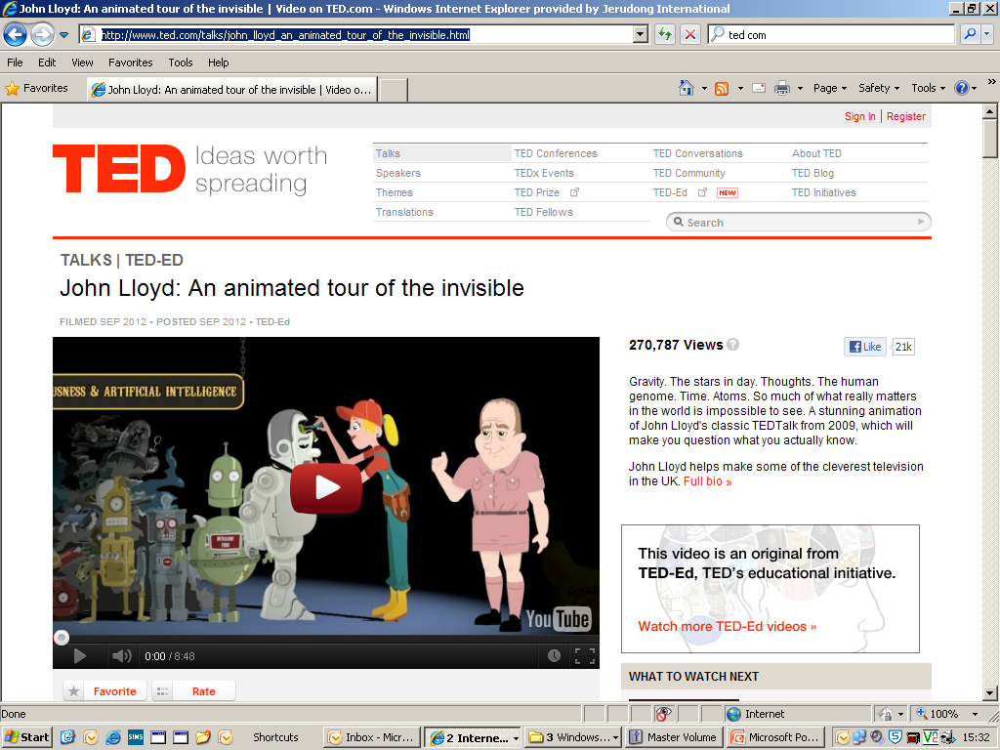 John Lloyd: An animated tour of the invisible | Video on TED.com - Windows Internet Explorer provided by Jerudong International
http://www.ted.com/talks/john_lloyd_an_animated_tour_of_the_invisible.html
ted com
File Edit View Favorites Tools Help
Favorites John Lloyd: An animated tour of the invisible | Video o... Page Safety Tools
Sign In | Register
TED Ideas worth
spreading
Talks TED Conferences TED Conversations About TED
Speakers TEDx Events TED Community TED Blog
Themes TED Prize TED-Ed NEW TED Initiatives
Translations TED Fellows
Search
TALKS | TED-ED
John Lloyd: An animated tour of the invisible
FILMED SEP 2012 • POSTED SEP 2012 • TED-Ed
USNESS & ARTIFICIAL INTELLIGENCE
YouTube
0:00 / 8:48
Favorite Rate
270,787 Views ?
Like 21k
Gravity. The stars in day. Thoughts. The human
genome. Time. Atoms. So much of what really matters
in the world is impossible to see. A stunning animation
of John Lloyd's classic TEDTalk from 2009, which will
make you question what you actually know.
John Lloyd helps make some of the cleverest television
in the UK. Full bio »
This video is an original from
TED-Ed, TED's educational initiative.
Watch more TED-Ed videos »
WHAT TO WATCH NEXT
Done Internet 100%
Start SIMS Shortcuts Inbox - Micr... 2 Interne... 3 Windows... Master Volume Microsoft Po... 15:32